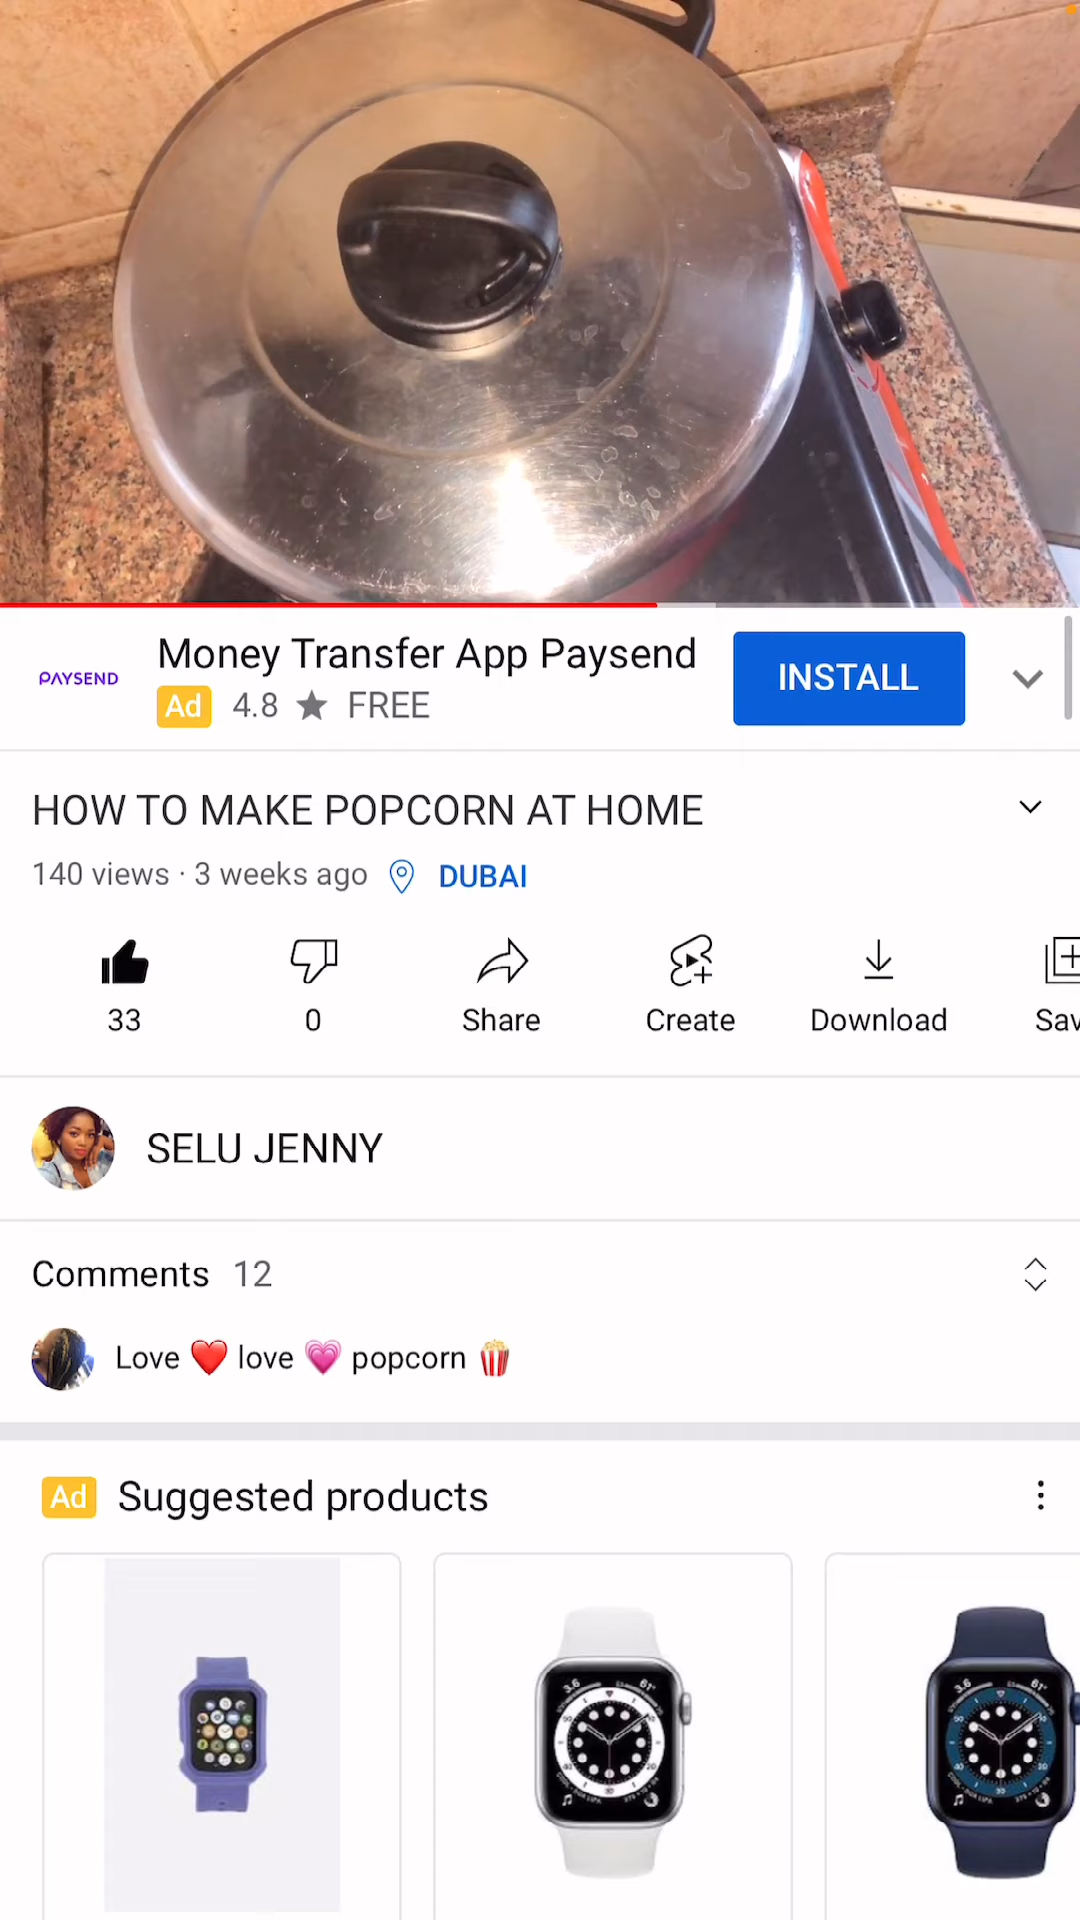 PAYSEND
Money Transfer App Paysend
Ad 4.8 ★ FREE
INSTALL
HOW TO MAKE POPCORN AT HOME
140 views · 3 weeks ago DUBAI
33
0
Share
Create
Download
Sav
SELU JENNY
Comments 12
Love ❤️ love 💗 popcorn 🍿
Ad Suggested products